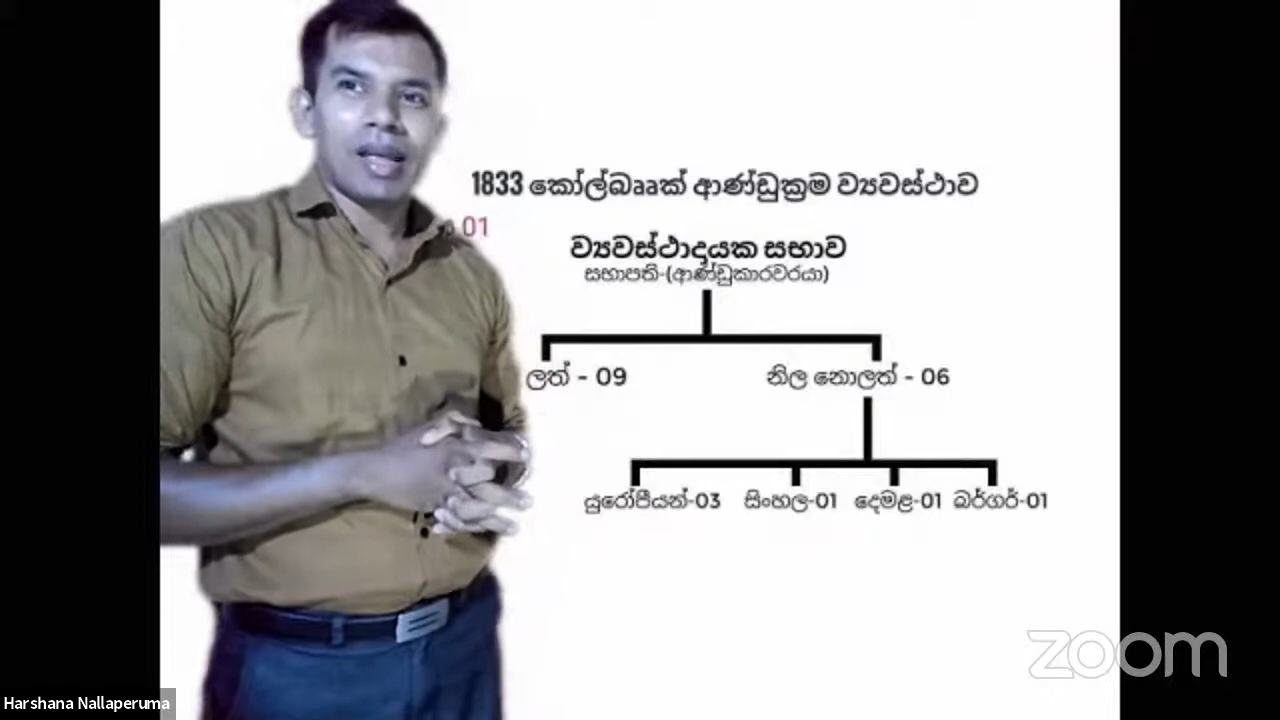 1833 කෝල්බෲක් ආණ්ඩුක්‍රම ව්‍යවස්ථාව
01
ව්‍යවස්ථාදායක සභාව
සභාපති-(ආණ්ඩුකාරවරයා)
ලත් - 09 නිල නොලත් - 06
යුරෝපීයන්-03 සිංහල-01 දෙමළ-01 බර්ගර්-01
zoom
Harshana Nallaperuma